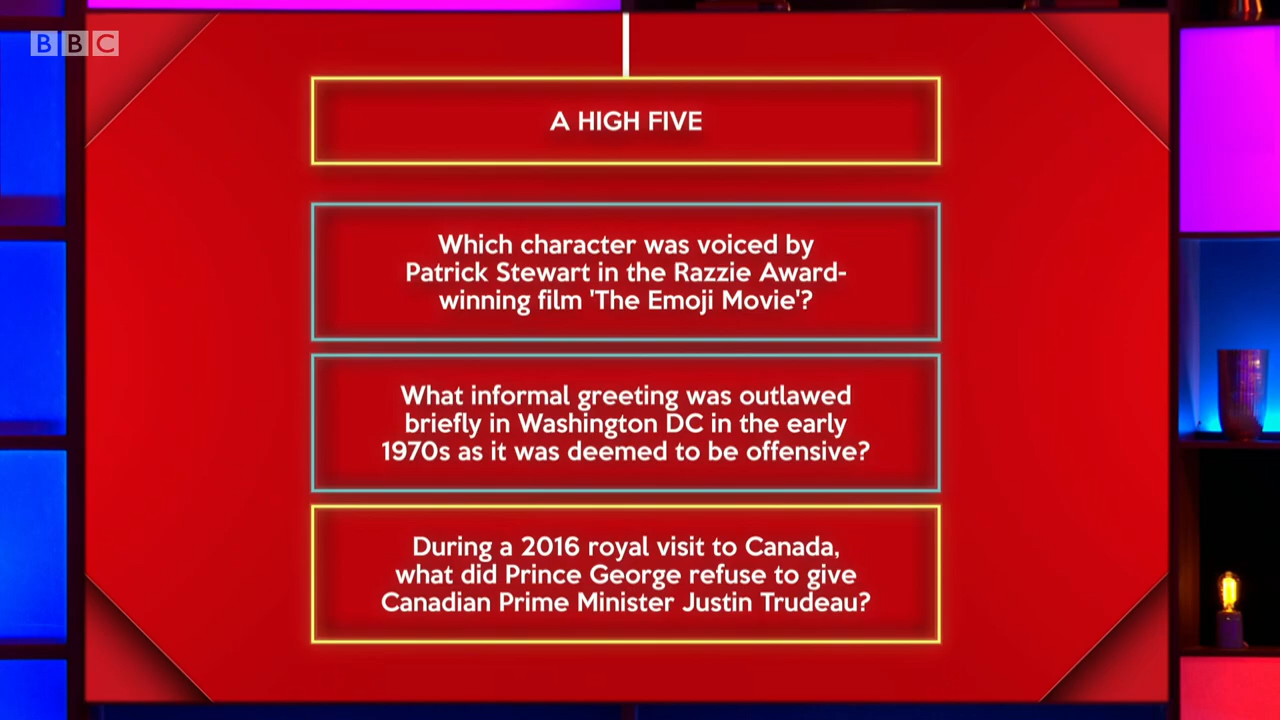 BBC
A HIGH FIVE
Which character was voiced by
Patrick Stewart in the Razzie Award-
winning film 'The Emoji Movie'?
What informal greeting was outlawed
briefly in Washington DC in the early
1970s as it was deemed to be offensive?
During a 2016 royal visit to Canada,
what did Prince George refuse to give
Canadian Prime Minister Justin Trudeau?